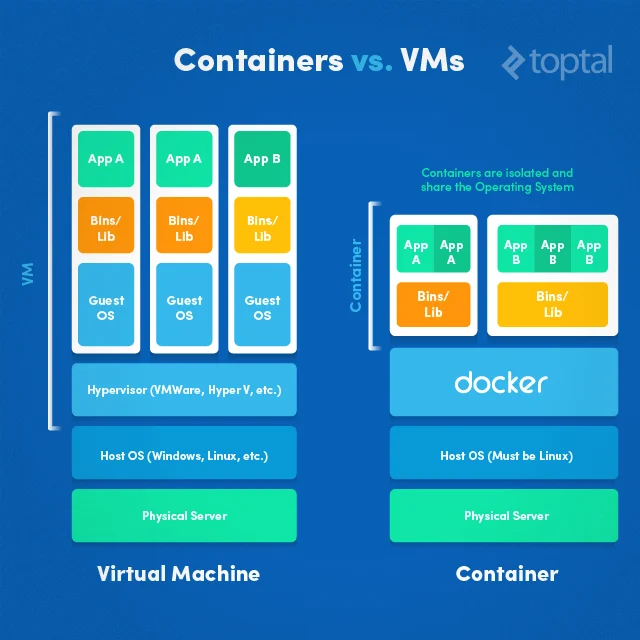 Containers vs. VMs
toptal
VM
App A
App A
App B
Bins/
Lib
Bins/
Lib
Bins/
Lib
Guest
OS
Guest
OS
Guest
OS
Hypervisor (VMWare, Hyper V, etc.)
Host OS (Windows, Linux, etc.)
Physical Server
Virtual Machine
Containers are isolated and
share the Operating System
Container
App
A
App
A
App
B
App
B
App
B
Bins/
Lib
Bins/
Lib
docker
Host OS (Must be Linux)
Physical Server
Container